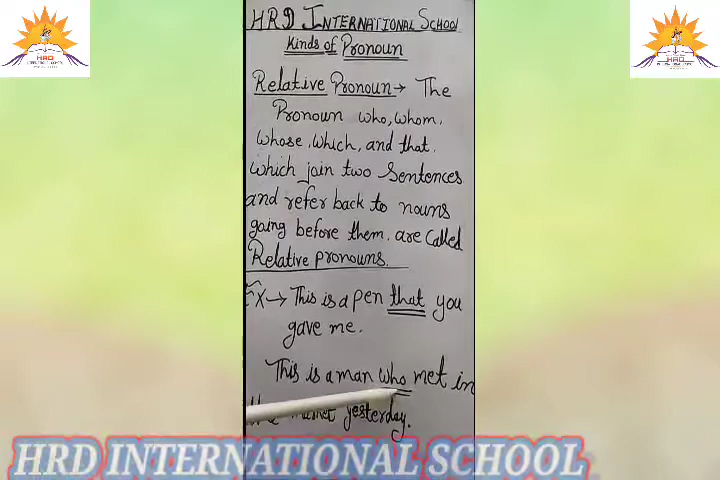 HRD INTERNATIONAL SCHOOL
Kinds of Pronoun
Relative Pronoun→ The
Pronoun who, whom,
whose, which, and that.
which join two Sentences
and refer back to nouns
going before them. are called
Relative pronouns.
EX→ This is a pen that you
gave me.
This is a man who met in
yesterday.
HRD INTERNATIONAL SCHOOL
HRD
HRD